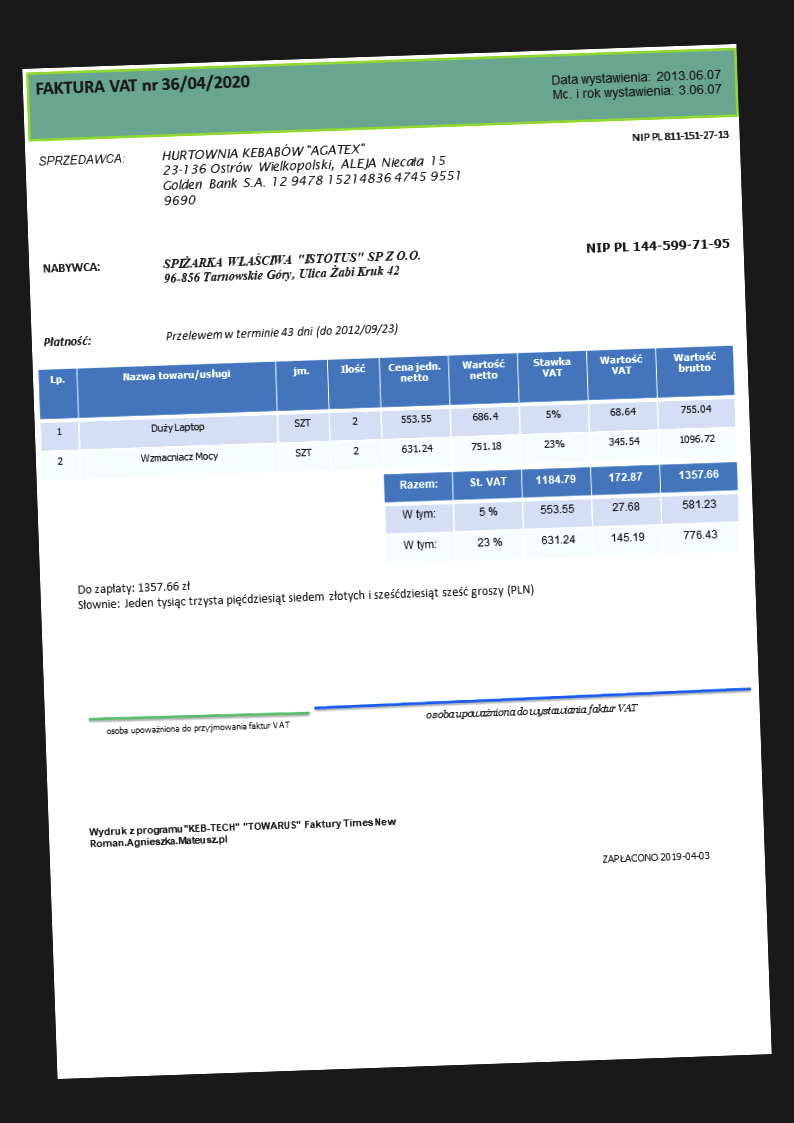 FAKTURA VAT nr 36/04/2020
Data wystawienia: 2013.06.07
Mc. i rok wystawienia: 3.06.07
NIP PL 811-151-27-13
SPRZEDAWCA:
HURTOWNIA KEBABÓW "AGATEX"
23-136 Ostrów Wielkopolski, ALEJA Niecała 15
Golden Bank S.A. 12 9478 15214836 4745 9551
9690
NIP PL 144-599-71-95
NABYWCA:
SPIŻARKA WŁAŚCIWA "ISTOTUS" SP Z O.O.
96-856 Tarnowskie Góry, Ulica Żabi Kruk 42
Płatność:
Przelewem w terminie 43 dni (do 2012/09/23)
Lp. Nazwa towaru/usługi jm. Ilość Cena jedn. netto Wartość netto Stawka VAT Wartość VAT Wartość brutto
1 Duży Laptop SZT 2 553.55 686.4 5% 68.64 755.04
2 Wzmacniacz Mocy SZT 2 631.24 751.18 23% 345.54 1096.72
Razem: St. VAT 1184.79 172.87 1357.66
W tym: 5 % 553.55 27.68 581.23
W tym: 23 % 631.24 145.19 776.43
Do zapłaty: 1357.66 zł
Słownie: Jeden tysiąc trzysta pięćdziesiąt siedem złotych i sześćdziesiąt sześć groszy (PLN)
osoba upoważniona do przyjmowania faktur VAT
osoba upoważniona do wystawiania faktur VAT
Wydruk z programu "KEB-TECH" "TOWARUS" Faktury Times New
Roman.Agnieszka.Mateusz.pl
ZAPŁACONO 2019-04-03